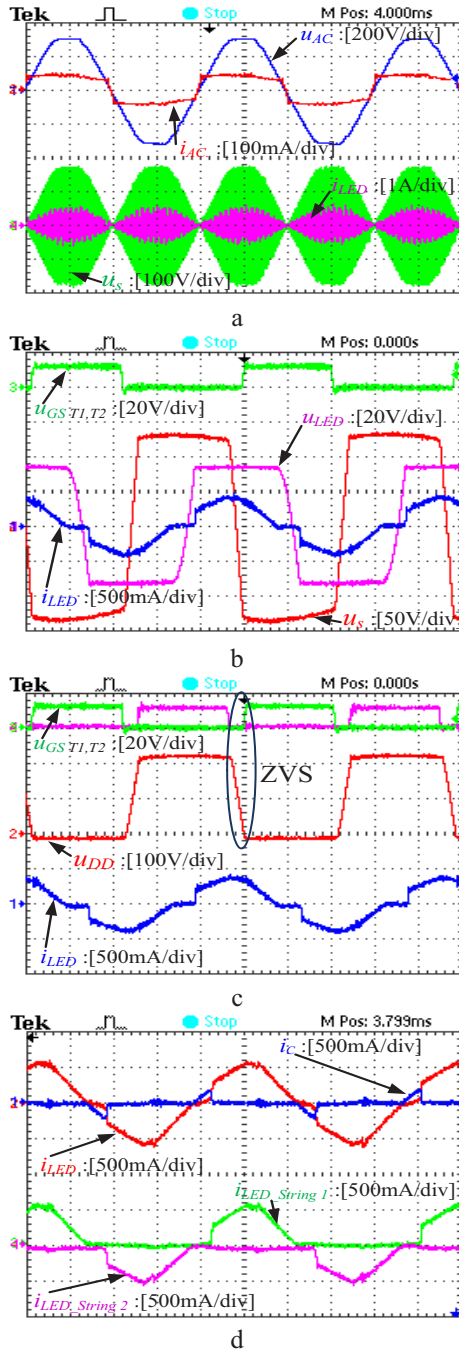 Tek Stop M Pos: 4.000ms
u_AC :[200V/div]
i_AC :[100mA/div]
i_LED :[1A/div]
u_s :[100V/div]
a
Tek Stop M Pos: 0.000s
3
u_GS T1,T2 :[20V/div]
u_LED :[20V/div]
i_LED :[500mA/div]
u_s :[50V/div]
b
Tek Stop M Pos: 0.000s
u_GS T1,T2 :[20V/div]
ZVS
2
u_DD :[100V/div]
1
i_LED :[500mA/div]
c
Tek Stop M Pos: 3.799ms
i_C :[500mA/div]
i_LED :[500mA/div]
i_LED_String 1 :[500mA/div]
i_LED_String 2 :[500mA/div]
d